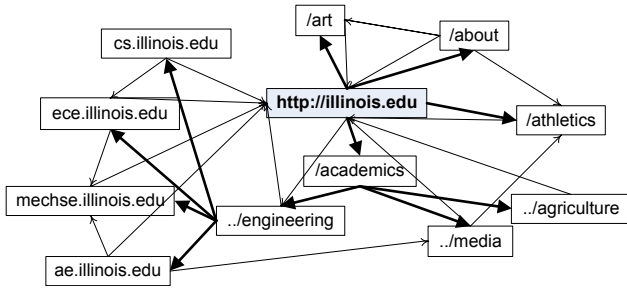 /art
/about
cs.illinois.edu
http://illinois.edu
ece.illinois.edu
/athletics
/academics
mechse.illinois.edu
../engineering
../agriculture
../media
ae.illinois.edu